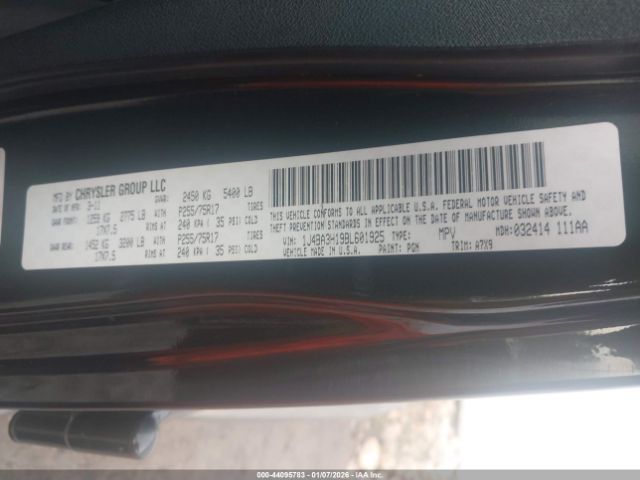 MFD BY: CHRYSLER GROUP LLC
DATE OF MFR: 3-11 GVWR: 2450 KG 5400 LB
GAWR FRONT: 1259 KG 2775 LB WITH P255/75R17 TIRES
17X7.5 RIMS AT 240 KPA ( 35 PSI) COLD
GAWR REAR: 1452 KG 3200 LB WITH P255/75R17 TIRES
17X7.5 RIMS AT 240 KPA ( 35 PSI) COLD
THIS VEHICLE CONFORMS TO ALL APPLICABLE U.S.A. FEDERAL MOTOR VEHICLE SAFETY AND
THEFT PREVENTION STANDARDS IN EFFECT ON THE DATE OF MANUFACTURE SHOWN ABOVE.
VIN: 1J4BA3H19BL601925 TYPE: MPV MDH: 032414 111AA
VEHICLE MADE IN U.S.A. PAINT: PGM TRIM: A7X9
000-44095783 - 01/07/2026 - IAAI.COM